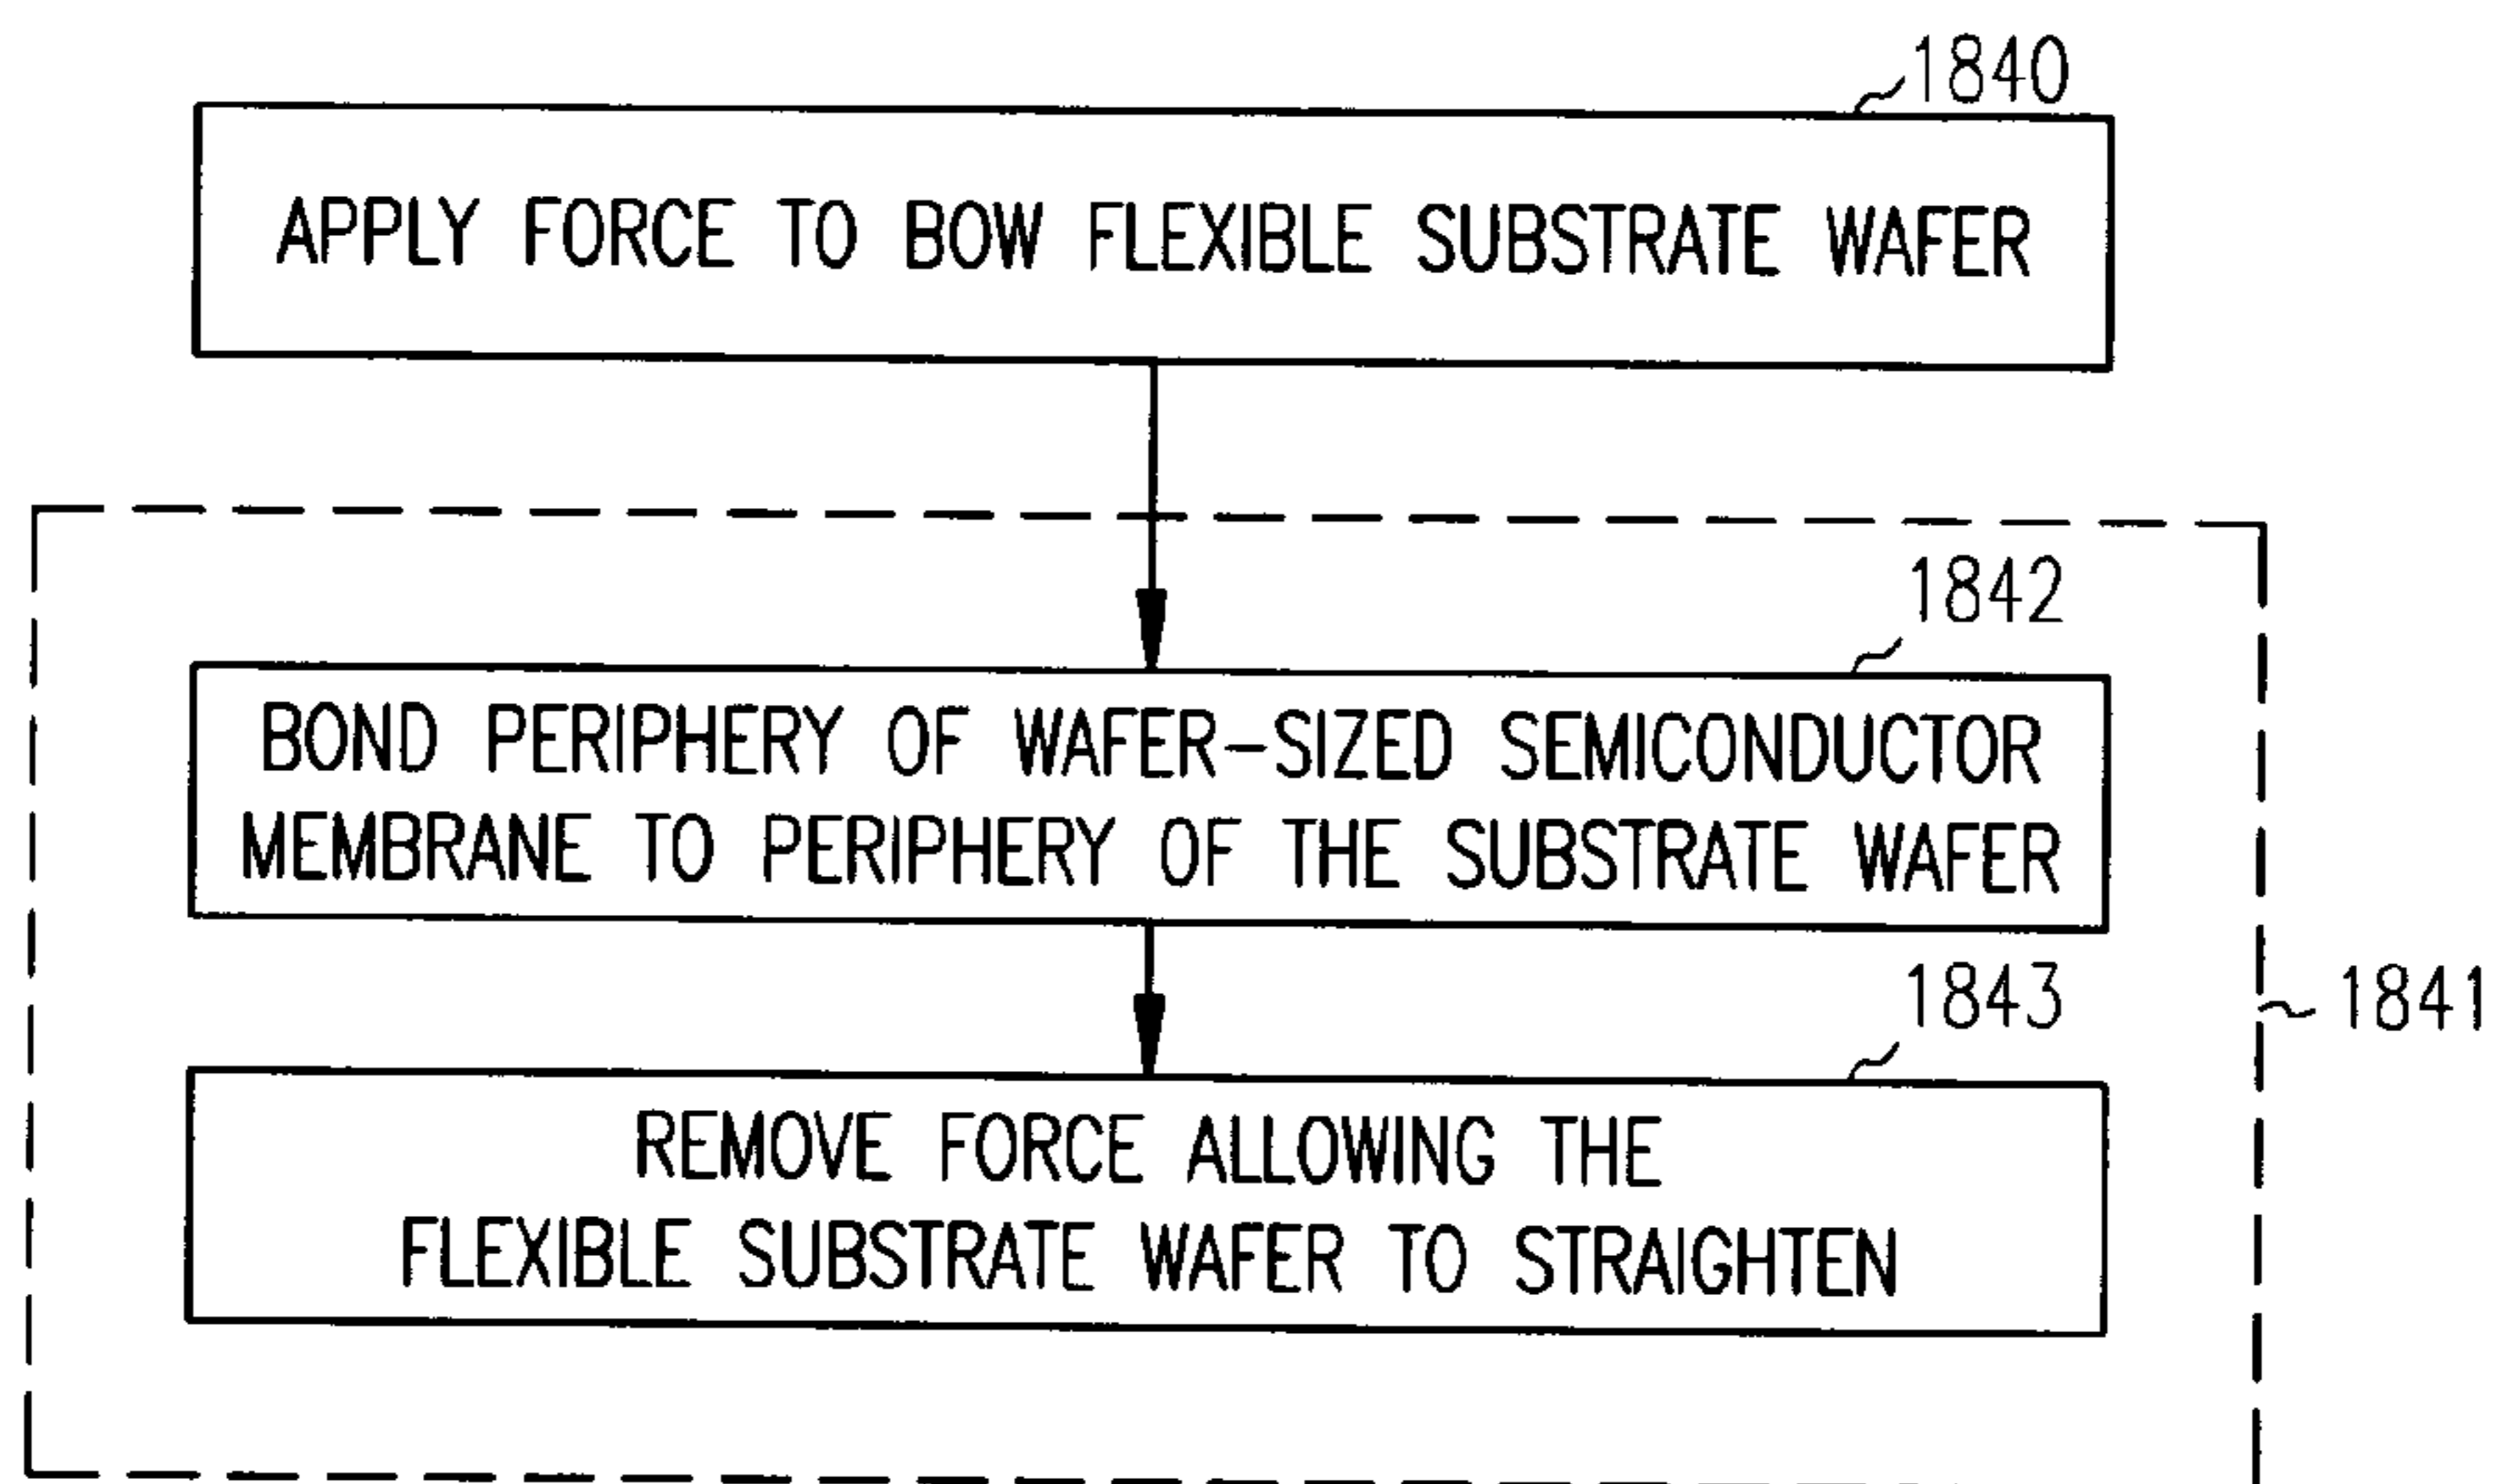 1840
APPLY FORCE TO BOW FLEXIBLE SUBSTRATE WAFER
1842
BOND PERIPHERY OF WAFER-SIZED SEMICONDUCTOR
MEMBRANE TO PERIPHERY OF THE SUBSTRATE WAFER
1843
1841
REMOVE FORCE ALLOWING THE
FLEXIBLE SUBSTRATE WAFER TO STRAIGHTEN